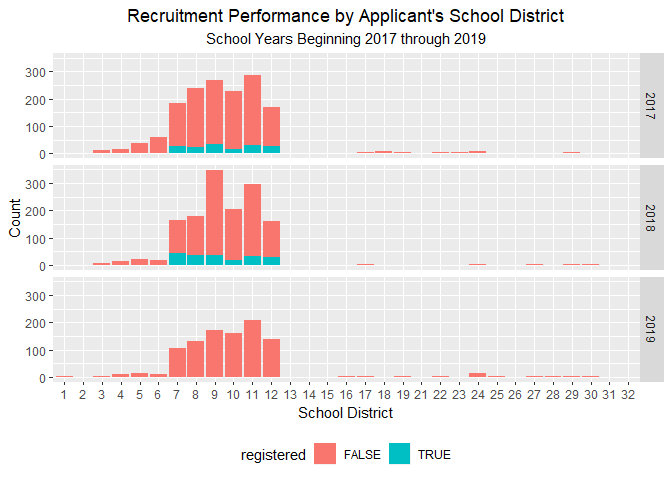 Recruitment Performance by Applicant's School District
School Years Beginning 2017 through 2019
Count
300
200
100
0
2017
300
200
100
0
2018
300
200
100
0
2019
1 2 3 4 5 6 7 8 9 10 11 12 13 14 15 16 17 18 19 20 21 22 23 24 25 26 27 28 29 30 31 32
School District
registered FALSE TRUE